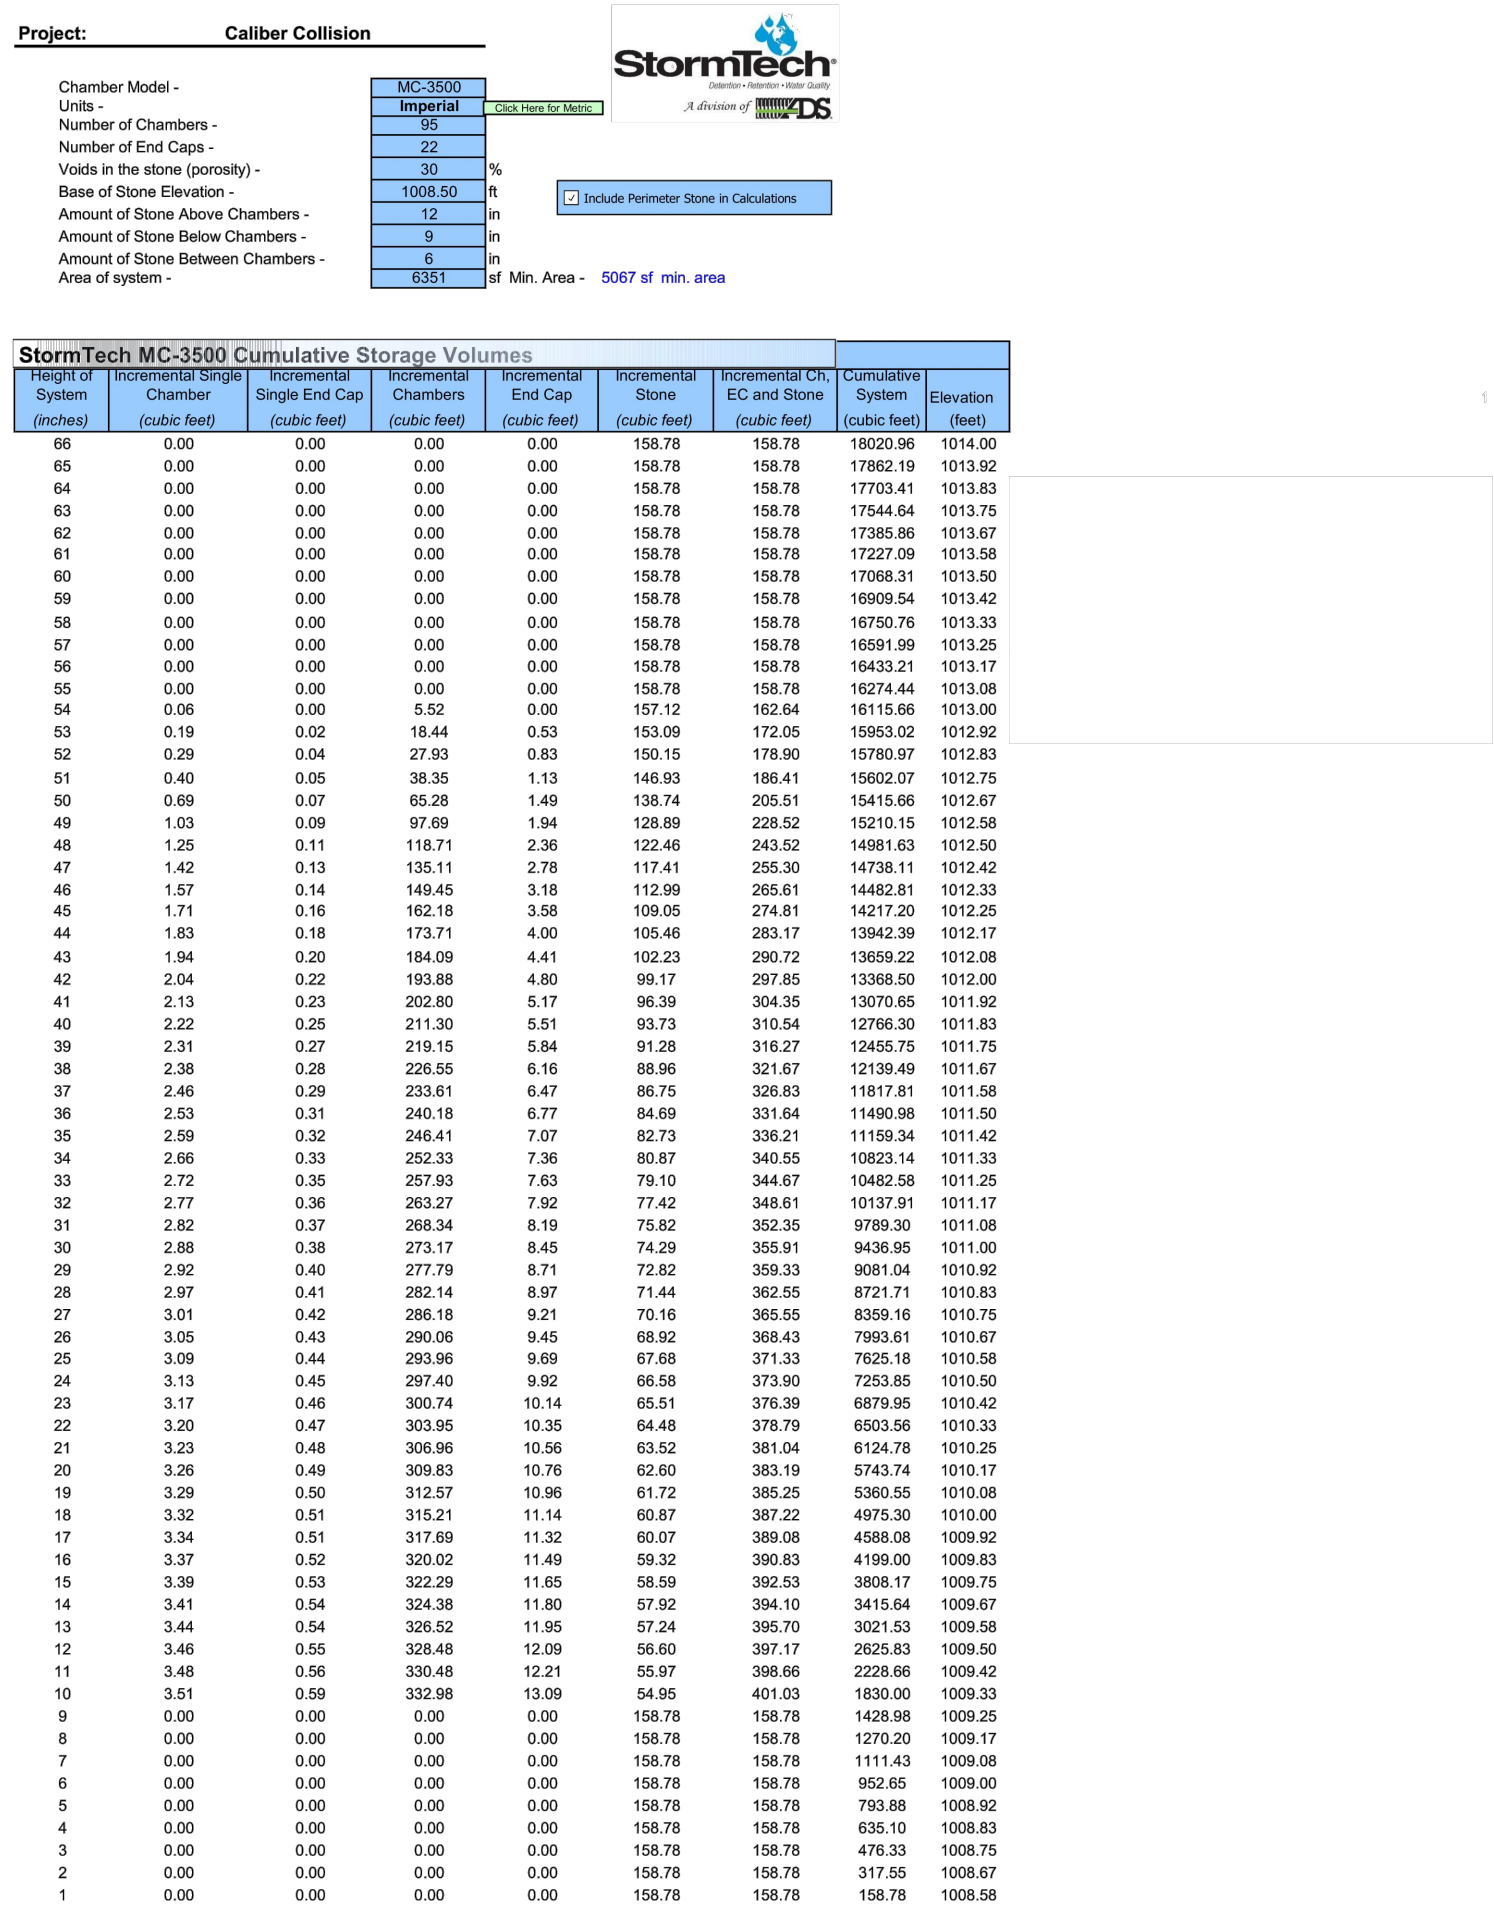 Project: Caliber Collision
StormTech
Detention • Retention • Water Quality
A division of ADS
Chamber Model - MC-3500
Units - Imperial Click Here for Metric
Number of Chambers - 95
Number of End Caps - 22
Voids in the stone (porosity) - 30 %
Base of Stone Elevation - 1008.50 ft Include Perimeter Stone in Calculations
Amount of Stone Above Chambers - 12 in
Amount of Stone Below Chambers - 9 in
Amount of Stone Between Chambers - 6 in
Area of system - 6351 sf Min. Area - 5067 sf min. area
StormTech MC-3500 Cumulative Storage Volumes
Height of Incremental Single Incremental Incremental Incremental Incremental Incremental Ch, Cumulative
System Chamber Single End Cap Chambers End Cap Stone EC and Stone System Elevation
(inches) (cubic feet) (cubic feet) (cubic feet) (cubic feet) (cubic feet) (cubic feet) (cubic feet) (feet)
66 0.00 0.00 0.00 0.00 158.78 158.78 18020.96 1014.00
65 0.00 0.00 0.00 0.00 158.78 158.78 17862.19 1013.92
64 0.00 0.00 0.00 0.00 158.78 158.78 17703.41 1013.83
63 0.00 0.00 0.00 0.00 158.78 158.78 17544.64 1013.75
62 0.00 0.00 0.00 0.00 158.78 158.78 17385.86 1013.67
61 0.00 0.00 0.00 0.00 158.78 158.78 17227.09 1013.58
60 0.00 0.00 0.00 0.00 158.78 158.78 17068.31 1013.50
59 0.00 0.00 0.00 0.00 158.78 158.78 16909.54 1013.42
58 0.00 0.00 0.00 0.00 158.78 158.78 16750.76 1013.33
57 0.00 0.00 0.00 0.00 158.78 158.78 16591.99 1013.25
56 0.00 0.00 0.00 0.00 158.78 158.78 16433.21 1013.17
55 0.00 0.00 0.00 0.00 158.78 158.78 16274.44 1013.08
54 0.06 0.00 5.52 0.00 157.12 162.64 16115.66 1013.00
53 0.19 0.02 18.44 0.53 153.09 172.05 15953.02 1012.92
52 0.29 0.04 27.93 0.83 150.15 178.90 15780.97 1012.83
51 0.40 0.05 38.35 1.13 146.93 186.41 15602.07 1012.75
50 0.69 0.07 65.28 1.49 138.74 205.51 15415.66 1012.67
49 1.03 0.09 97.69 1.94 128.89 228.52 15210.15 1012.58
48 1.25 0.11 118.71 2.36 122.46 243.52 14981.63 1012.50
47 1.42 0.13 135.11 2.78 117.41 255.30 14738.11 1012.42
46 1.57 0.14 149.45 3.18 112.99 265.61 14482.81 1012.33
45 1.71 0.16 162.18 3.58 109.05 274.81 14217.20 1012.25
44 1.83 0.18 173.71 4.00 105.46 283.17 13942.39 1012.17
43 1.94 0.20 184.09 4.41 102.23 290.72 13659.22 1012.08
42 2.04 0.22 193.88 4.80 99.17 297.85 13368.50 1012.00
41 2.13 0.23 202.80 5.17 96.39 304.35 13070.65 1011.92
40 2.22 0.25 211.30 5.51 93.73 310.54 12766.30 1011.83
39 2.31 0.27 219.15 5.84 91.28 316.27 12455.75 1011.75
38 2.38 0.28 226.55 6.16 88.96 321.67 12139.49 1011.67
37 2.46 0.29 233.61 6.47 86.75 326.83 11817.81 1011.58
36 2.53 0.31 240.18 6.77 84.69 331.64 11490.98 1011.50
35 2.59 0.32 246.41 7.07 82.73 336.21 11159.34 1011.42
34 2.66 0.33 252.33 7.36 80.87 340.55 10823.14 1011.33
33 2.72 0.35 257.93 7.63 79.10 344.67 10482.58 1011.25
32 2.77 0.36 263.27 7.92 77.42 348.61 10137.91 1011.17
31 2.82 0.37 268.34 8.19 75.82 352.35 9789.30 1011.08
30 2.88 0.38 273.17 8.45 74.29 355.91 9436.95 1011.00
29 2.92 0.40 277.79 8.71 72.82 359.33 9081.04 1010.92
28 2.97 0.41 282.14 8.97 71.44 362.55 8721.71 1010.83
27 3.01 0.42 286.18 9.21 70.16 365.55 8359.16 1010.75
26 3.05 0.43 290.06 9.45 68.92 368.43 7993.61 1010.67
25 3.09 0.44 293.96 9.69 67.68 371.33 7625.18 1010.58
24 3.13 0.45 297.40 9.92 66.58 373.90 7253.85 1010.50
23 3.17 0.46 300.74 10.14 65.51 376.39 6879.95 1010.42
22 3.20 0.47 303.95 10.35 64.48 378.79 6503.56 1010.33
21 3.23 0.48 306.96 10.56 63.52 381.04 6124.78 1010.25
20 3.26 0.49 309.83 10.76 62.60 383.19 5743.74 1010.17
19 3.29 0.50 312.57 10.96 61.72 385.25 5360.55 1010.08
18 3.32 0.51 315.21 11.14 60.87 387.22 4975.30 1010.00
17 3.34 0.51 317.69 11.32 60.07 389.08 4588.08 1009.92
16 3.37 0.52 320.02 11.49 59.32 390.83 4199.00 1009.83
15 3.39 0.53 322.29 11.65 58.59 392.53 3808.17 1009.75
14 3.41 0.54 324.38 11.80 57.92 394.10 3415.64 1009.67
13 3.44 0.54 326.52 11.95 57.24 395.70 3021.53 1009.58
12 3.46 0.55 328.48 12.09 56.60 397.17 2625.83 1009.50
11 3.48 0.56 330.48 12.21 55.97 398.66 2228.66 1009.42
10 3.51 0.59 332.98 13.09 54.95 401.03 1830.00 1009.33
9 0.00 0.00 0.00 0.00 158.78 158.78 1428.98 1009.25
8 0.00 0.00 0.00 0.00 158.78 158.78 1270.20 1009.17
7 0.00 0.00 0.00 0.00 158.78 158.78 1111.43 1009.08
6 0.00 0.00 0.00 0.00 158.78 158.78 952.65 1009.00
5 0.00 0.00 0.00 0.00 158.78 158.78 793.88 1008.92
4 0.00 0.00 0.00 0.00 158.78 158.78 635.10 1008.83
3 0.00 0.00 0.00 0.00 158.78 158.78 476.33 1008.75
2 0.00 0.00 0.00 0.00 158.78 158.78 317.55 1008.67
1 0.00 0.00 0.00 0.00 158.78 158.78 158.78 1008.58